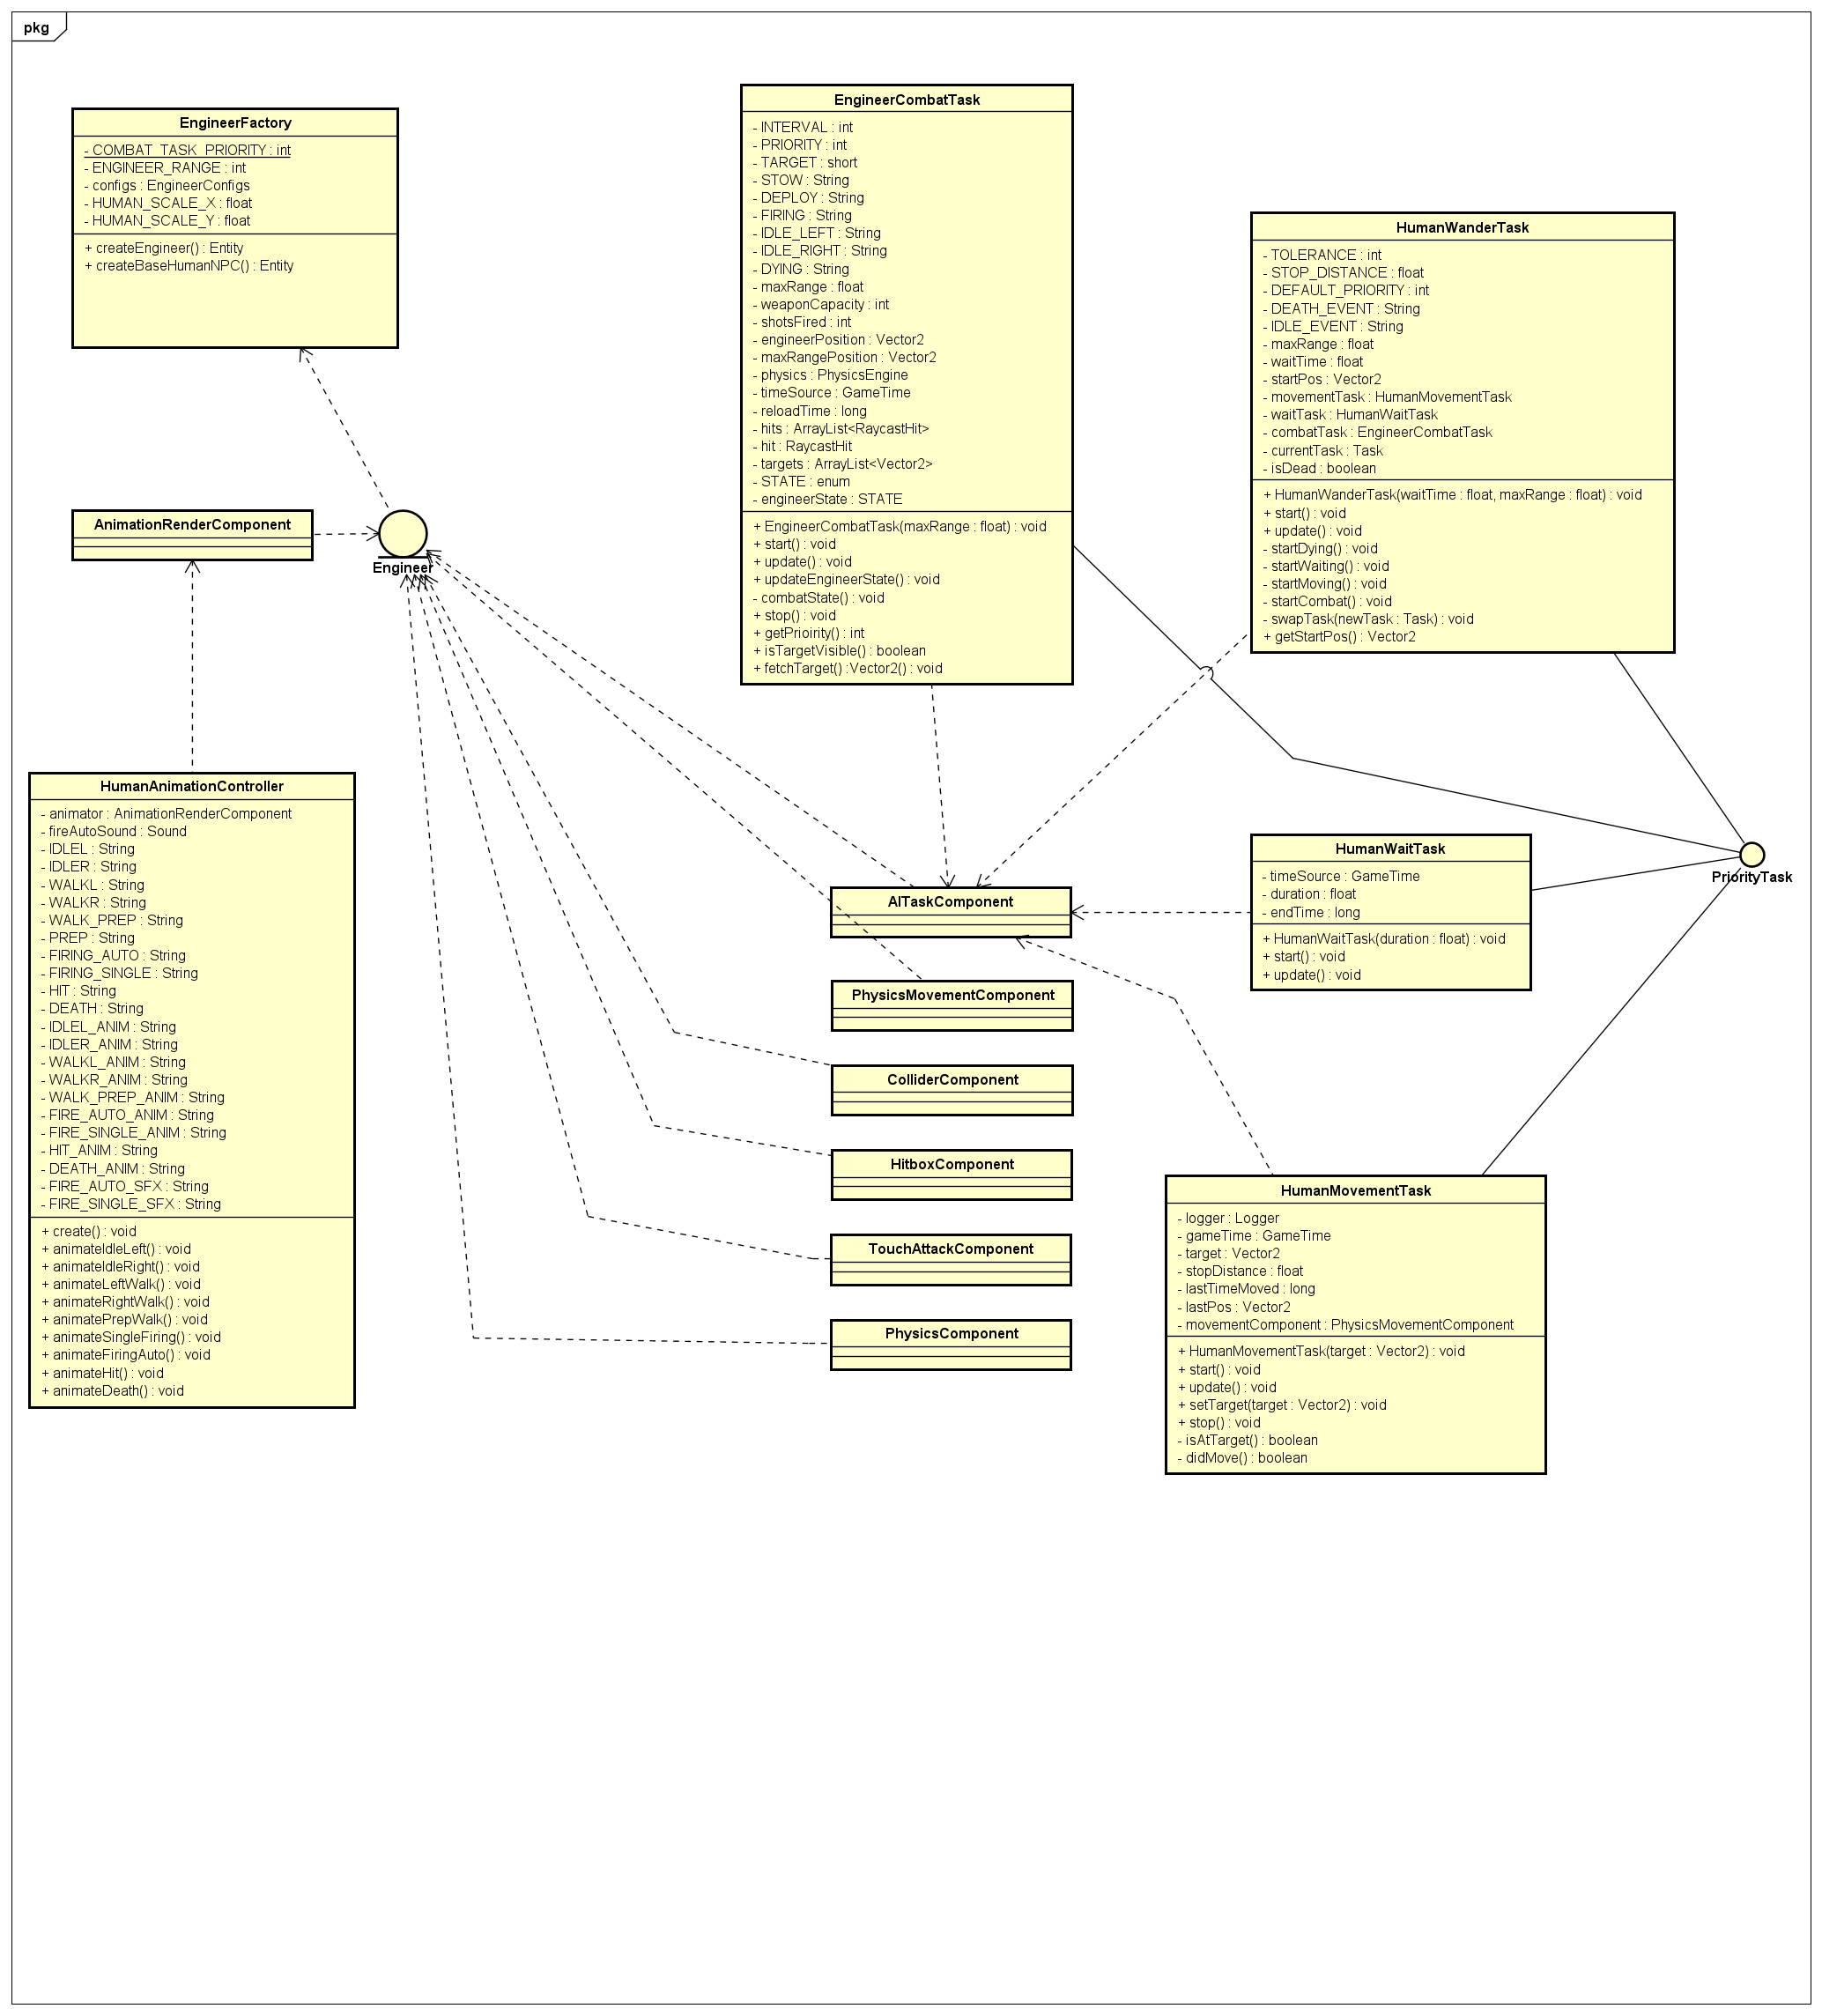 pkg
EngineerFactory
- COMBAT_TASK_PRIORITY : int
- ENGINEER_RANGE : int
- configs : EngineerConfigs
- HUMAN_SCALE_X : float
- HUMAN_SCALE_Y : float
+ createEngineer() : Entity
+ createBaseHumanNPC() : Entity
EngineerCombatTask
- INTERVAL : int
- PRIORITY : int
- TARGET : short
- STOW : String
- DEPLOY : String
- FIRING : String
- IDLE_LEFT : String
- IDLE_RIGHT : String
- DYING : String
- maxRange : float
- weaponCapacity : int
- shotsFired : int
- engineerPosition : Vector2
- maxRangePosition : Vector2
- physics : PhysicsEngine
- timeSource : GameTime
- reloadTime : long
- hits : ArrayList<RaycastHit>
- hit : RaycastHit
- targets : ArrayList<Vector2>
- STATE : enum
- engineerState : STATE
+ EngineerCombatTask(maxRange : float) : void
+ start() : void
+ update() : void
+ updateEngineerState() : void
- combatState() : void
+ stop() : void
+ getPrioirity() : int
+ isTargetVisible() : boolean
+ fetchTarget() :Vector2() : void
HumanWanderTask
- TOLERANCE : int
- STOP_DISTANCE : float
- DEFAULT_PRIORITY : int
- DEATH_EVENT : String
- IDLE_EVENT : String
- maxRange : float
- waitTime : float
- startPos : Vector2
- movementTask : HumanMovementTask
- waitTask : HumanWaitTask
- combatTask : EngineerCombatTask
- currentTask : Task
- isDead : boolean
+ HumanWanderTask(waitTime : float, maxRange : float) : void
+ start() : void
+ update() : void
- startDying() : void
- startWaiting() : void
- startMoving() : void
- startCombat() : void
- swapTask(newTask : Task) : void
+ getStartPos() : Vector2
AnimationRenderComponent
Engineer
HumanAnimationController
- animator : AnimationRenderComponent
- fireAutoSound : Sound
- IDLEL : String
- IDLER : String
- WALKL : String
- WALKR : String
- WALK_PREP : String
- PREP : String
- FIRING_AUTO : String
- FIRING_SINGLE : String
- HIT : String
- DEATH : String
- IDLEL_ANIM : String
- IDLER_ANIM : String
- WALKL_ANIM : String
- WALKR_ANIM : String
- WALK_PREP_ANIM : String
- FIRE_AUTO_ANIM : String
- FIRE_SINGLE_ANIM : String
- HIT_ANIM : String
- DEATH_ANIM : String
- FIRE_AUTO_SFX : String
- FIRE_SINGLE_SFX : String
+ create() : void
+ animateIdleLeft() : void
+ animateIdleRight() : void
+ animateLeftWalk() : void
+ animateRightWalk() : void
+ animatePrepWalk() : void
+ animateSingleFiring() : void
+ animateFiringAuto() : void
+ animateHit() : void
+ animateDeath() : void
AITaskComponent
PhysicsMovementComponent
ColliderComponent
HitboxComponent
TouchAttackComponent
PhysicsComponent
HumanWaitTask
- timeSource : GameTime
- duration : float
- endTime : long
+ HumanWaitTask(duration : float) : void
+ start() : void
+ update() : void
PriorityTask
HumanMovementTask
- logger : Logger
- gameTime : GameTime
- target : Vector2
- stopDistance : float
- lastTimeMoved : long
- lastPos : Vector2
- movementComponent : PhysicsMovementComponent
+ HumanMovementTask(target : Vector2) : void
+ start() : void
+ update() : void
+ setTarget(target : Vector2) : void
+ stop() : void
- isAtTarget() : boolean
- didMove() : boolean